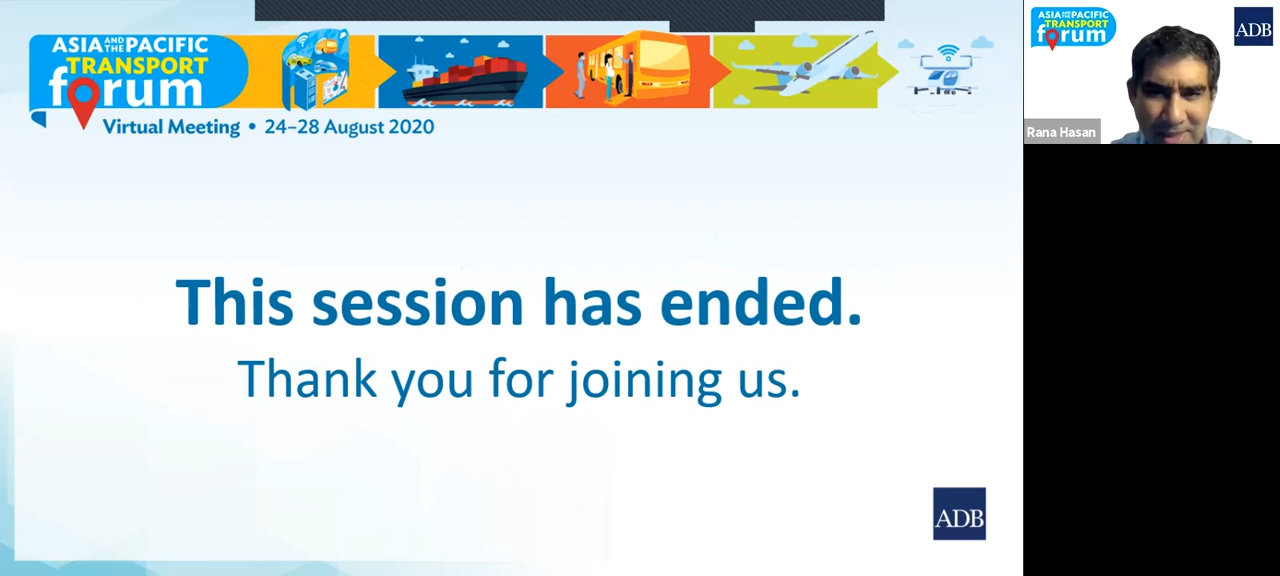 ASIA AND THE PACIFIC
TRANSPORT
forum
Virtual Meeting • 24–28 August 2020
This session has ended.
Thank you for joining us.
ADB
ASIA AND THE PACIFIC
TRANSPORT
forum
ADB
Rana Hasan